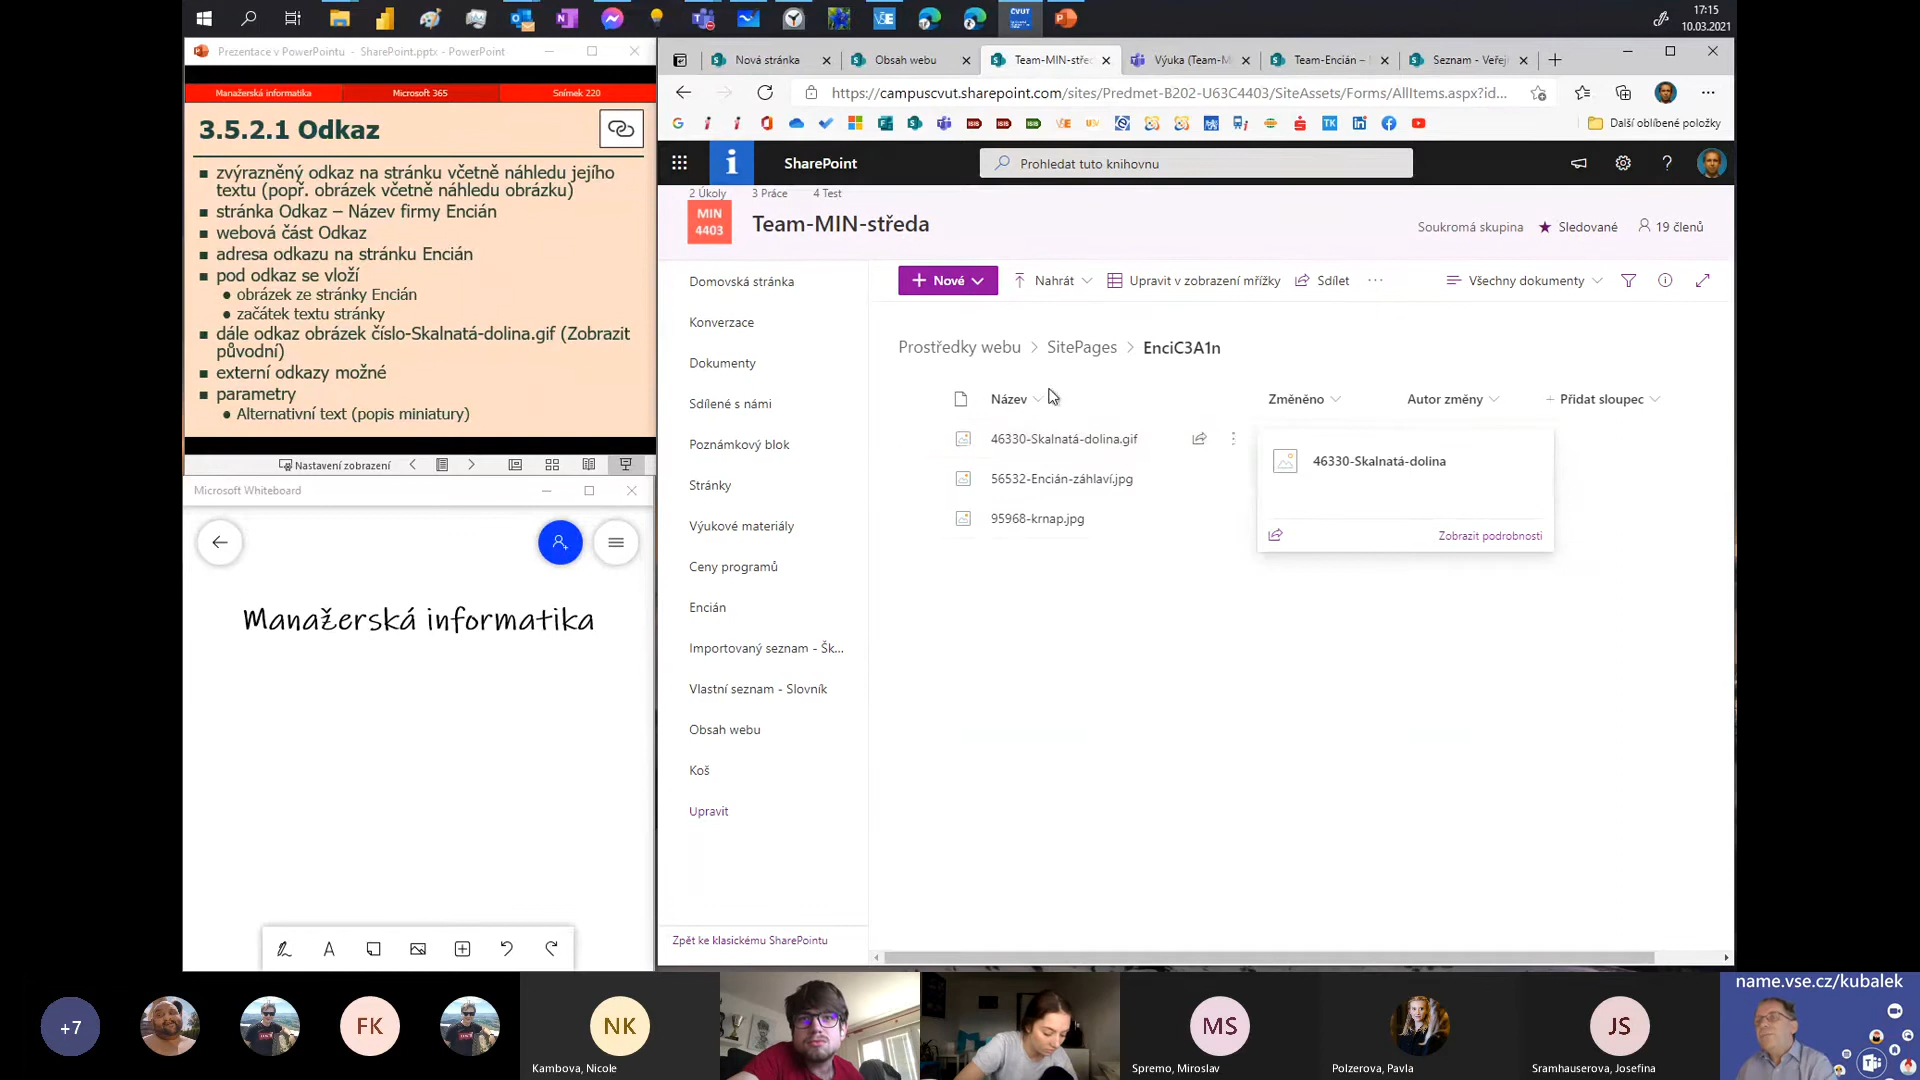 17:15
10.03.2021
Prezentace v PowerPointu - SharePoint.pptx - PowerPoint
Manažerská informatika
Microsoft 365
Snímek 220
3.5.2.1 Odkaz
zvýrazněný odkaz na stránku včetně náhledu jejího
textu (popř. obrázek včetně náhledu obrázku)
stránka Odkaz – Název firmy Encián
webová část Odkaz
adresa odkazu na stránku Encián
pod odkaz se vloží
obrázek ze stránky Encián
začátek textu stránky
dále odkaz obrázek číslo-Skalnatá-dolina.gif (Zobrazit
původní)
externí odkazy možné
parametry
Alternativní text (popis miniatury)
Nastavení zobrazení
Microsoft Whiteboard
Manažerská informatika
Nová stránka
Obsah webu
Team-MIN-stře
Výuka (Team-M
Team-Encián –
Seznam - Veřej
https://campuscvut.sharepoint.com/sites/Predmet-B202-U63C4403/SiteAssets/Forms/AllItems.aspx?id...
Další oblíbené položky
SharePoint
Prohledat tuto knihovnu
2 Úkoly
3 Práce
4 Test
MIN
4403
Team-MIN-středa
Soukromá skupina
Sledované
19 členů
Domovská stránka
Konverzace
Dokumenty
Sdílené s námi
Poznámkový blok
Stránky
Výukové materiály
Ceny programů
Encián
Importovaný seznam - Šk...
Vlastní seznam - Slovník
Obsah webu
Koš
Upravit
Zpět ke klasickému SharePointu
+ Nové
Nahrát
Upravit v zobrazení mřížky
Sdílet
Všechny dokumenty
Prostředky webu > SitePages > EnciC3A1n
Název
Změněno
Autor změny
+ Přidat sloupec
46330-Skalnatá-dolina.gif
56532-Encián-záhlaví.jpg
95968-krnap.jpg
46330-Skalnatá-dolina
Zobrazit podrobnosti
+7
FK
NK
Kambova, Nicole
MS
Spremo, Miroslav
Polzerova, Pavla
JS
Sramhauserova, Josefina
name.vse.cz/kubalek